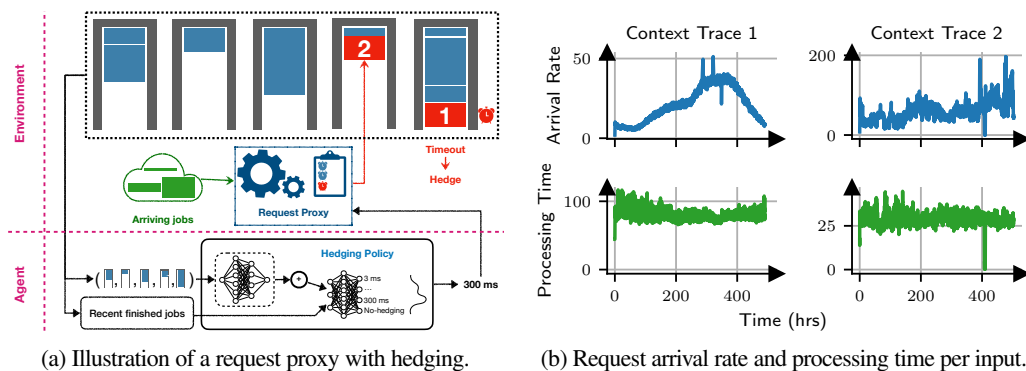 Environment
Agent
2
1
Timeout
Hedge
Arriving jobs
Request Proxy
Hedging Policy
( , , , , )
+
3 ms
...
300 ms
No-hedging
300 ms
Recent finished jobs
(a) Illustration of a request proxy with hedging.
Context Trace 1
Context Trace 2
Arrival Rate
50
0
200
0
Processing Time
100
0
25
0
0 200 400
0 200 400
Time (hrs)
(b) Request arrival rate and processing time per input.